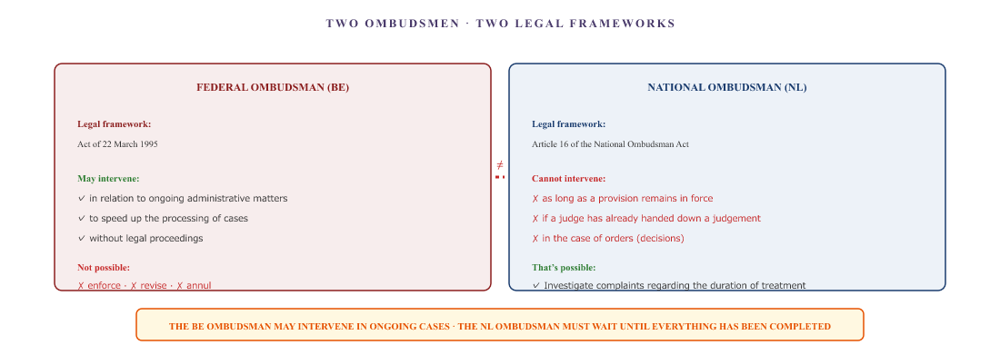 TWO OMBUDSMEN · TWO LEGAL FRAMEWORKS
FEDERAL OMBUDSMAN (BE)
Legal framework:
Act of 22 March 1995
May intervene:
✓ in relation to ongoing administrative matters
✓ to speed up the processing of cases
✓ without legal proceedings
Not possible:
✗ enforce · ✗ revise · ✗ annul
≠
NATIONAL OMBUDSMAN (NL)
Legal framework:
Article 16 of the National Ombudsman Act
Cannot intervene:
✗ as long as a provision remains in force
✗ if a judge has already handed down a judgement
✗ in the case of orders (decisions)
That’s possible:
✓ Investigate complaints regarding the duration of treatment
THE BE OMBUDSMAN MAY INTERVENE IN ONGOING CASES · THE NL OMBUDSMAN MUST WAIT UNTIL EVERYTHING HAS BEEN COMPLETED